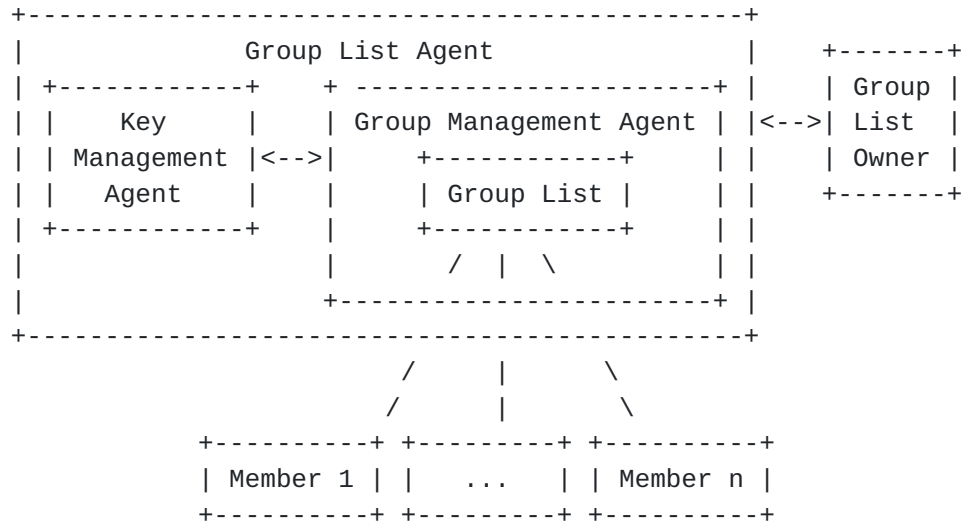 +----------------------------------------------+
|             Group List Agent                |    +-------+
| +------------+    + -----------------------+ |    | Group |
| |    Key     |    | Group Management Agent | |<-->| List  |
| | Management |<-->|     +------------+     | |    | Owner |
| |   Agent    |    |     | Group List |     | |    +-------+
| +------------+    |     +------------+     | |
|                   |       /  |  \          | |
|                   +------------------------+ |
+----------------------------------------------+
                        /     |      \
                       /      |       \
           +----------+ +---------+ +----------+
           | Member 1 | |   ...   | | Member n |
           +----------+ +---------+ +----------+